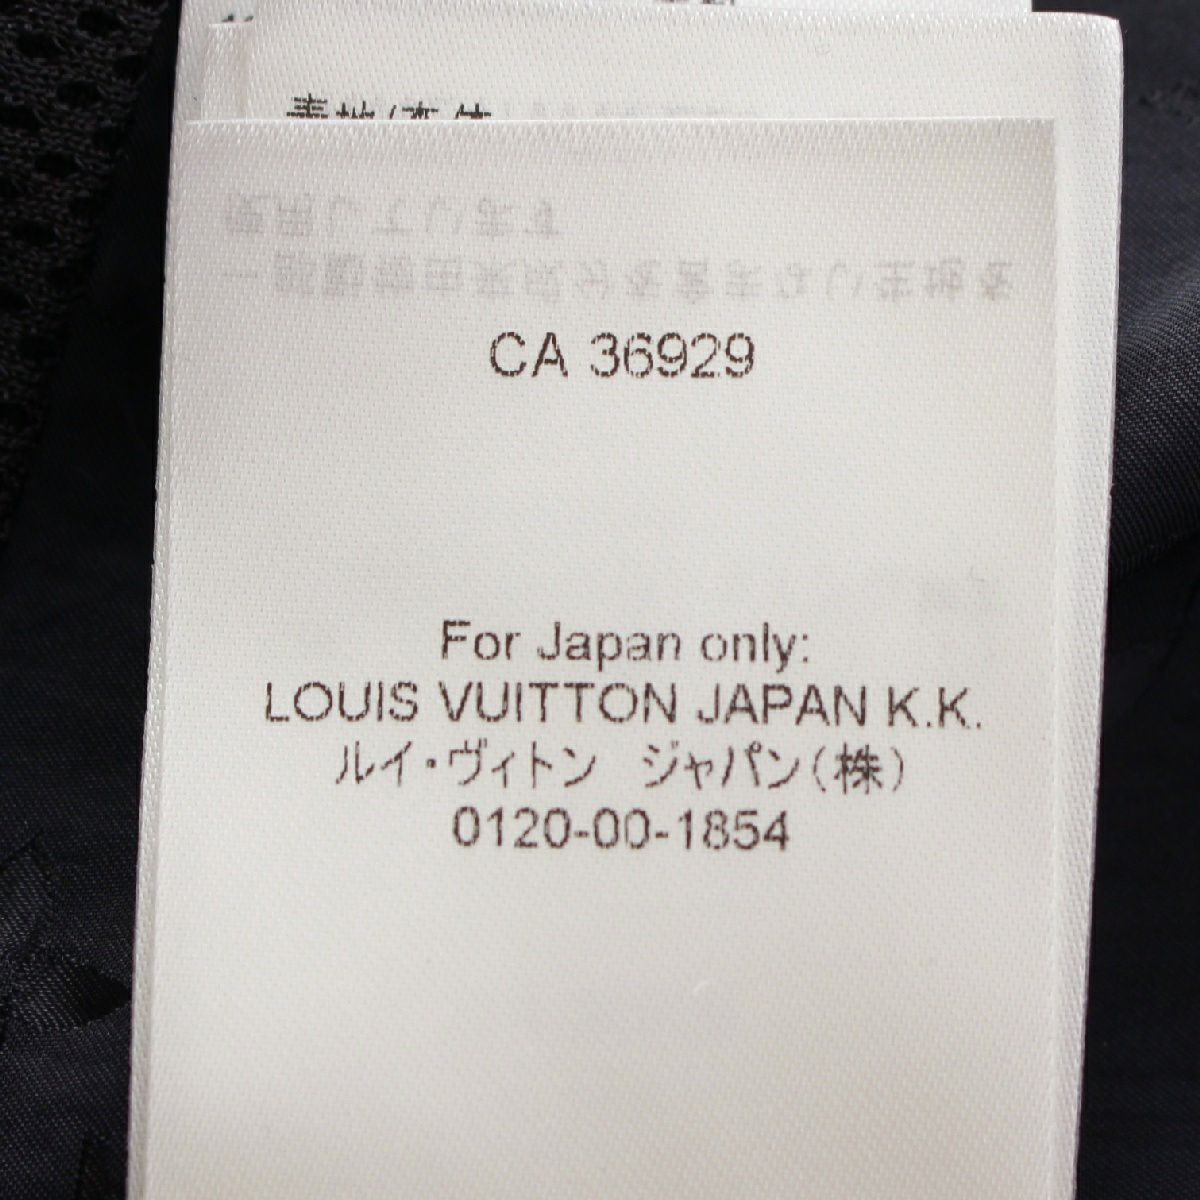 CA 36929
For Japan only:
LOUIS VUITTON JAPAN K.K.
ルイ・ヴィトン　ジャパン(株)
0120-00-1854